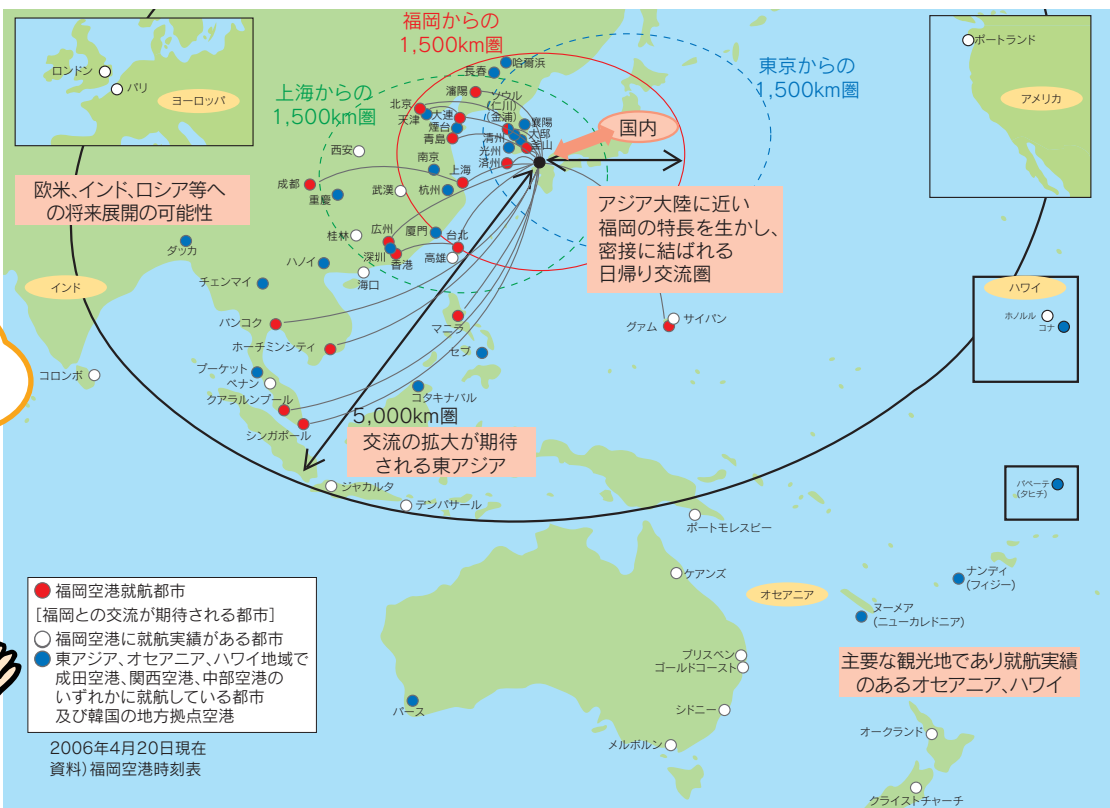 福岡からの
1,500km圏
東京からの
1,500km圏
上海からの
1,500km圏
ロンドン
パリ
ヨーロッパ
ポートランド
アメリカ
哈爾浜
長春
瀋陽
ソウル
(仁川)
(金浦)
北京
天津
大連
煙台
青島
襄陽
大邸
釜山
清州
光州
済州
国内
西安
南京
上海
成都
重慶
武漢
杭州
桂林
広州
厦門
台北
深圳
香港
高雄
海口
ハノイ
ダッカ
チェンマイ
インド
バンコク
ホーチミンシティ
マニラ
セブ
グァム
サイパン
コロンボ
プーケット
ペナン
クアラルンプール
シンガポール
コタキナバル
欧米、インド、ロシア等へ
の将来展開の可能性
アジア大陸に近い
福岡の特長を生かし、
密接に結ばれる
日帰り交流圏
ハワイ
ホノルル
コナ
5,000km圏
交流の拡大が期待
される東アジア
ジャカルタ
デンパサール
ポートモレスビー
パペーテ
(タヒチ)
ケアンズ
オセアニア
ナンディ
(フィジー)
ヌーメア
(ニューカレドニア)
ブリスベン
ゴールドコースト
シドニー
メルボルン
パース
オークランド
クライストチャーチ
主要な観光地であり就航実績
のあるオセアニア、ハワイ
福岡空港就航都市
[福岡との交流が期待される都市]
福岡空港に就航実績がある都市
東アジア、オセアニア、ハワイ地域で
成田空港、関西空港、中部空港の
いずれかに就航している都市
及び韓国の地方拠点空港
2006年4月20日現在
資料)福岡空港時刻表